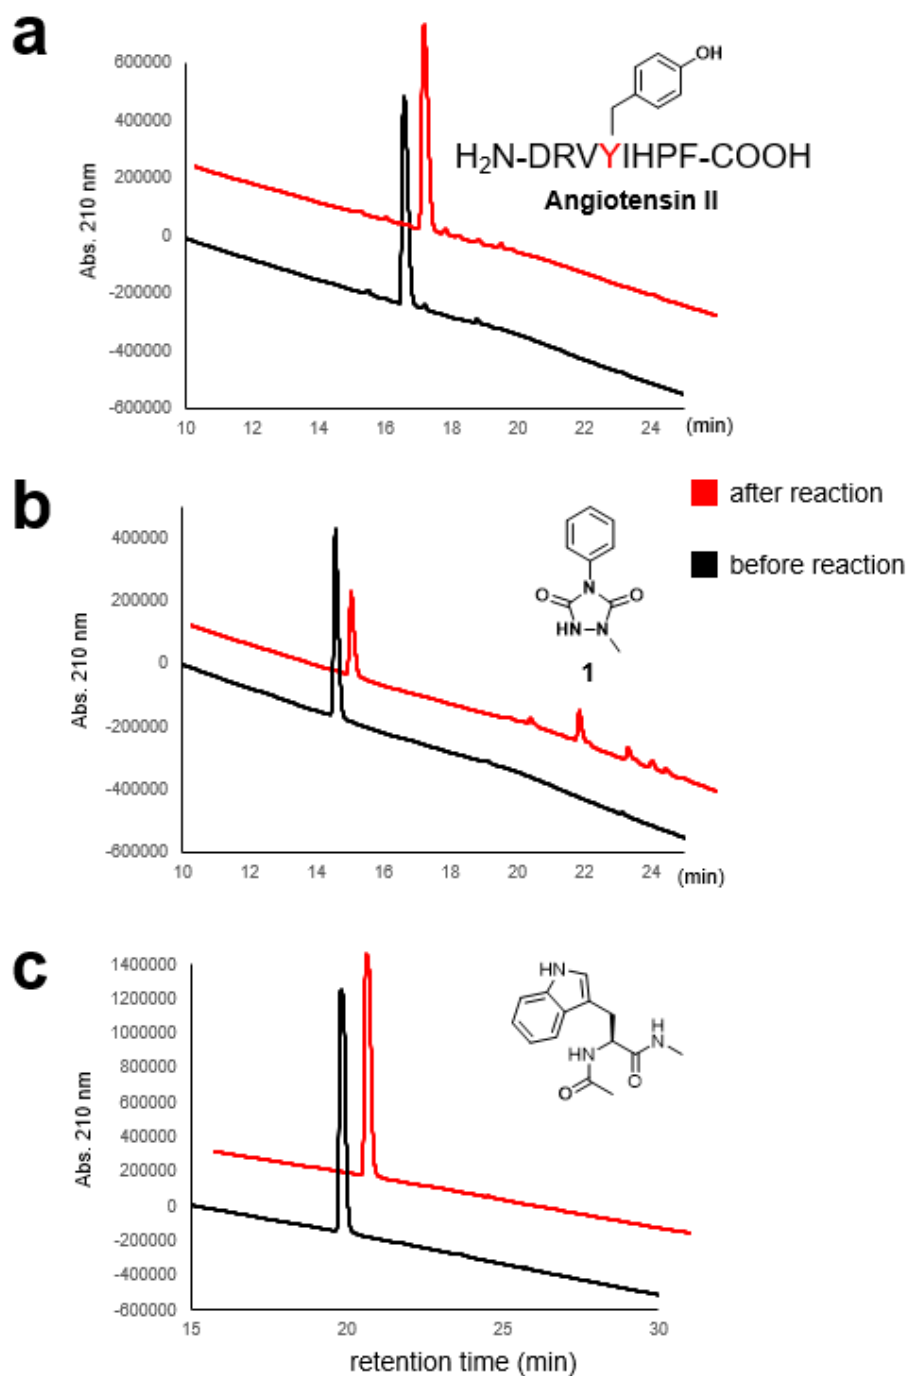 a
600000
400000
200000
0
-200000
-400000
-600000
Abs. 210 nm
10 12 14 16 18 20 22 24 (min)
OH
H₂N-DRVYIHPF-COOH
Angiotensin II
after reaction
before reaction
b
400000
200000
0
-200000
-400000
-600000
Abs. 210 nm
10 12 14 16 18 20 22 24 (min)
N
O O
HN-N
1
c
1400000
1200000
1000000
800000
600000
400000
200000
0
-200000
-400000
-600000
Abs. 210 nm
15 20 25 30
retention time (min)
HN
H
N
HN
O
O